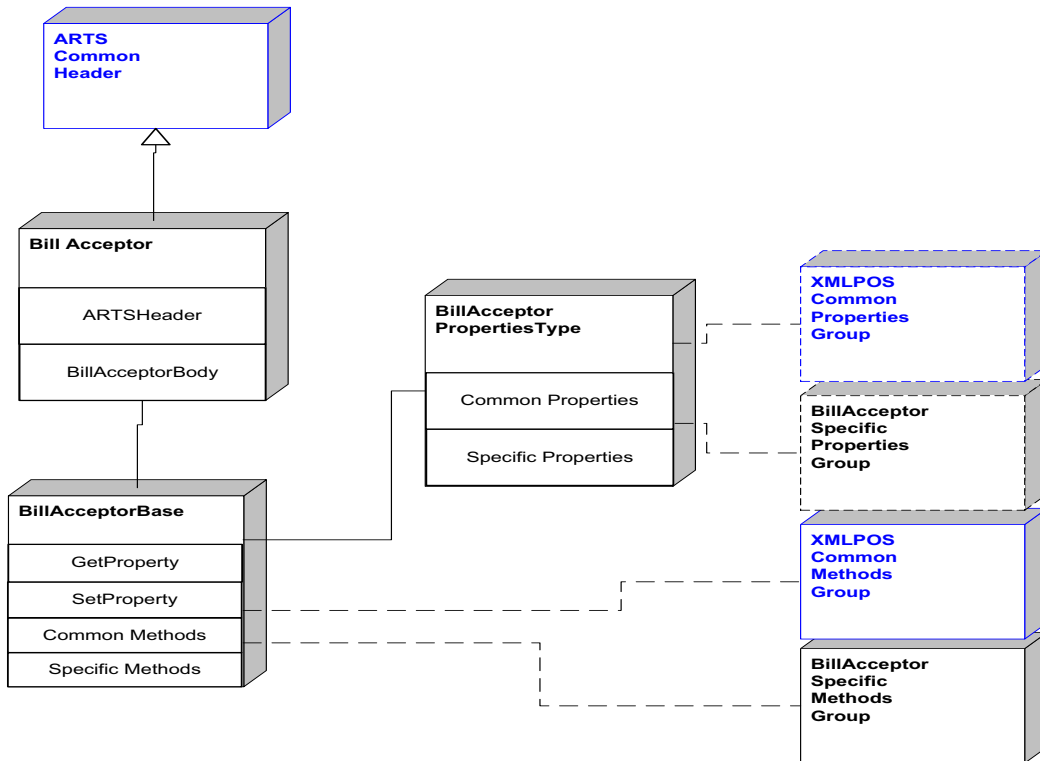 ARTS
Common
Header
Bill Acceptor
ARTSHeader
BillAcceptorBody
BillAcceptor
PropertiesType
Common Properties
Specific Properties
XMLPOS
Common
Properties
Group
BillAcceptor
Specific
Properties
Group
BillAcceptorBase
GetProperty
SetProperty
Common Methods
Specific Methods
XMLPOS
Common
Methods
Group
BillAcceptor
Specific
Methods
Group